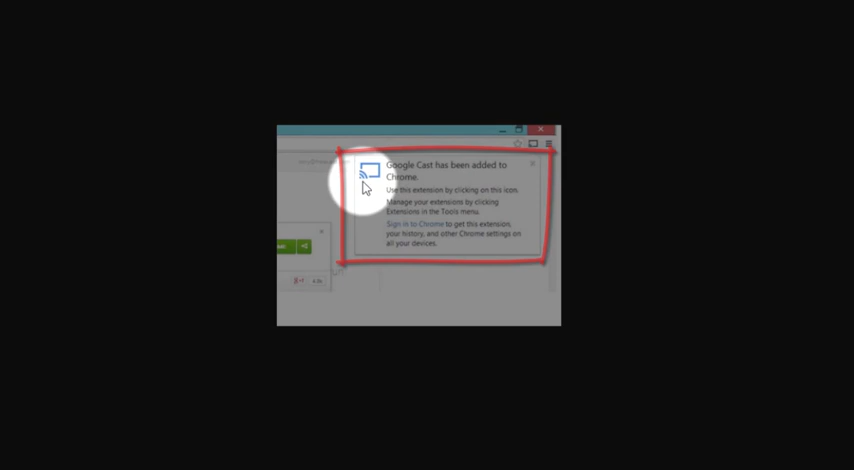 Google Cast has been added to
Chrome.
Use this extension by clicking on this icon.
Manage your extensions by clicking
Extensions in the Tools menu.
Sign in to Chrome to get this extension,
your history, and other Chrome settings on
all your devices.